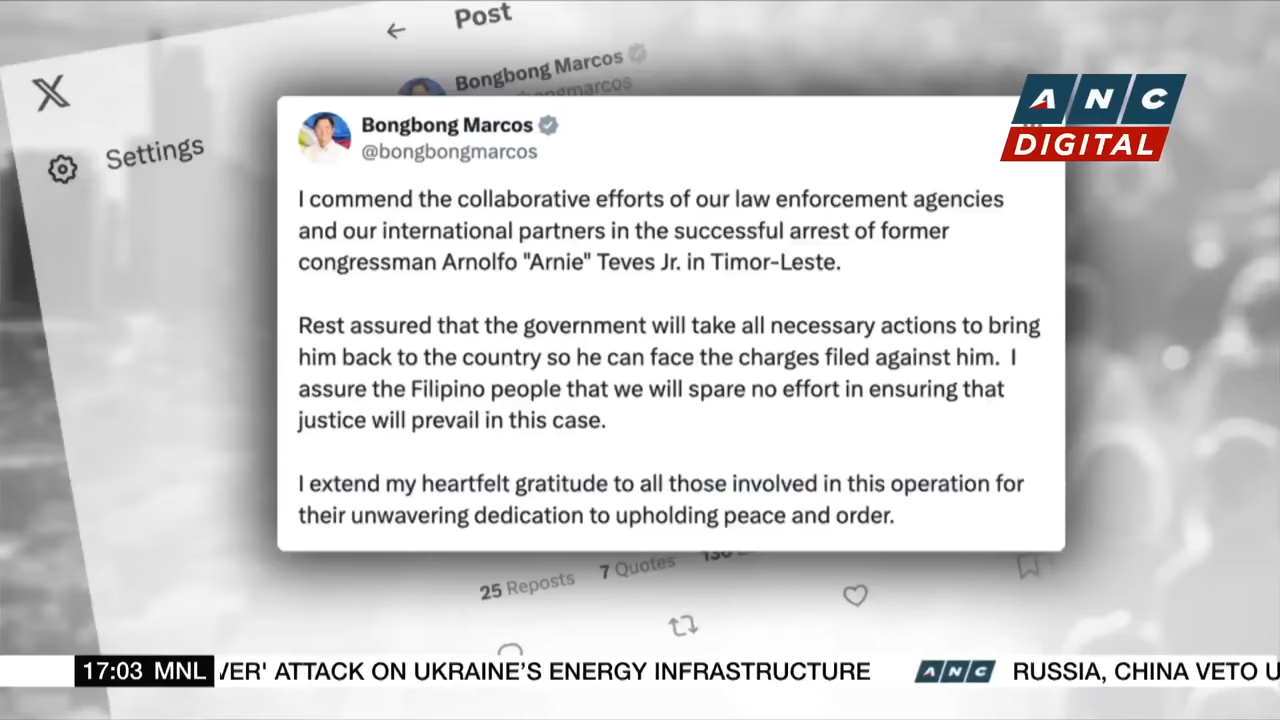 Post
Bongbong Marcos
Settings
ANC
DIGITAL
Bongbong Marcos
@bongbongmarcos
I commend the collaborative efforts of our law enforcement agencies
and our international partners in the successful arrest of former
congressman Arnolfo "Arnie" Teves Jr. in Timor-Leste.
Rest assured that the government will take all necessary actions to bring
him back to the country so he can face the charges filed against him. I
assure the Filipino people that we will spare no effort in ensuring that
justice will prevail in this case.
I extend my heartfelt gratitude to all those involved in this operation for
their unwavering dedication to upholding peace and order.
25 Reposts 7 Quotes
17:03 MNL ATTACK ON UKRAINE'S ENERGY INFRASTRUCTURE ANC RUSSIA, CHINA VETO